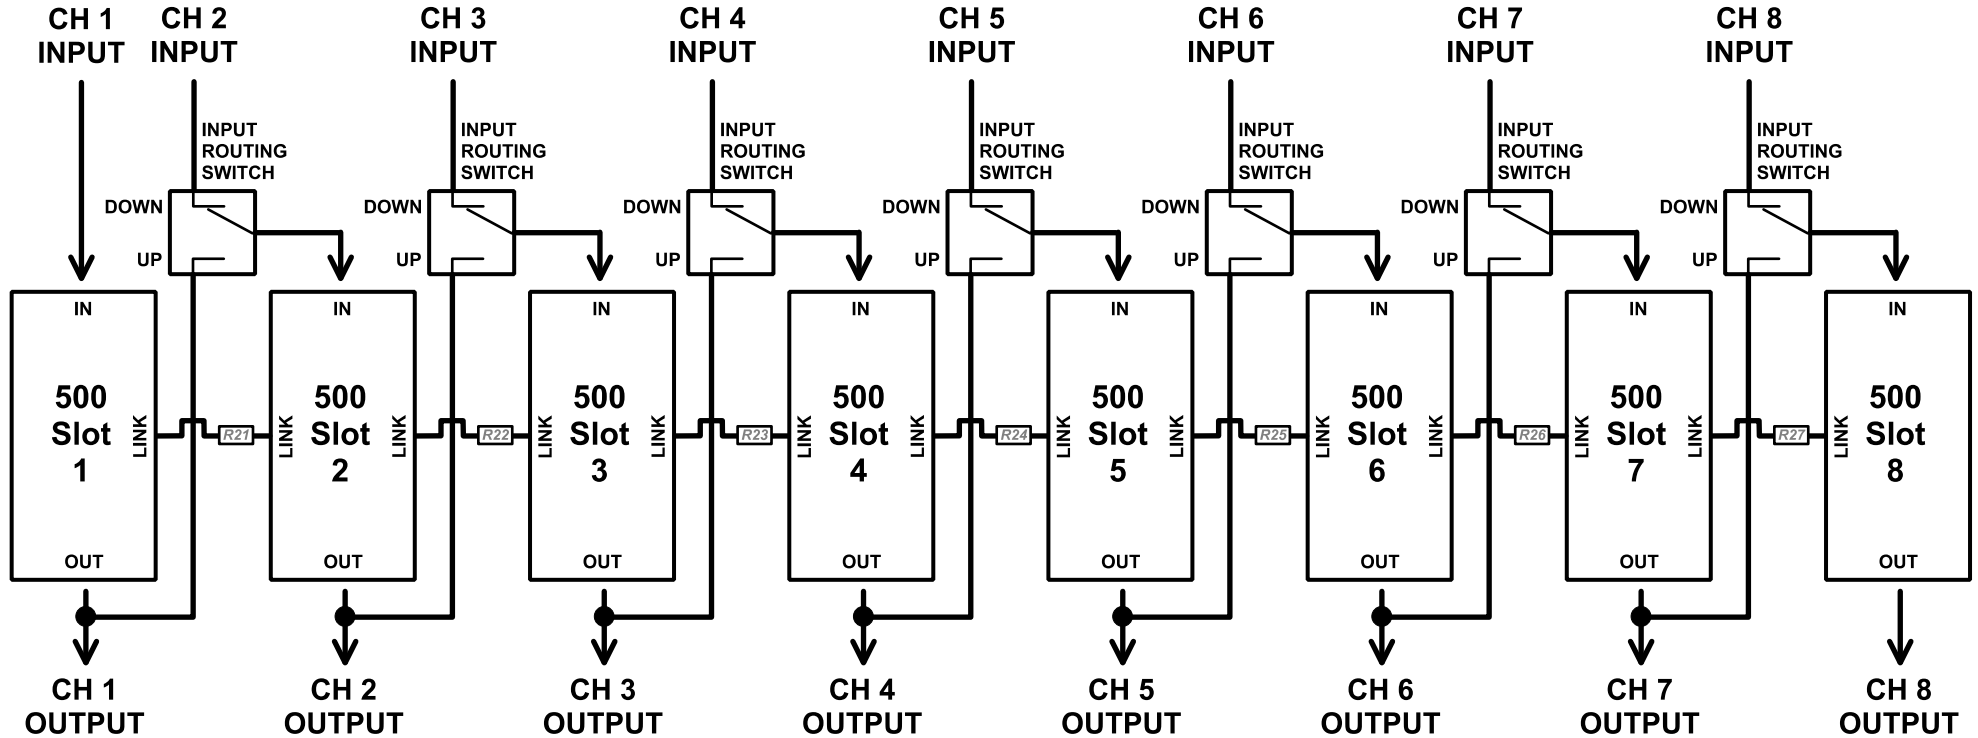 CH 1 CH 2 CH 3 CH 4 CH 5 CH 6 CH 7 CH 8
INPUT INPUT INPUT INPUT INPUT INPUT INPUT INPUT
INPUT INPUT INPUT INPUT INPUT INPUT INPUT
ROUTING ROUTING ROUTING ROUTING ROUTING ROUTING ROUTING
SWITCH SWITCH SWITCH SWITCH SWITCH SWITCH SWITCH
DOWN DOWN DOWN DOWN DOWN DOWN DOWN
UP UP UP UP UP UP UP
IN IN IN IN IN IN IN IN
500 500 500 500 500 500 500 500
Slot LINK R21 LINK Slot LINK R22 LINK Slot LINK R23 LINK Slot LINK R24 LINK Slot LINK R25 LINK Slot LINK R26 LINK Slot LINK R27 LINK Slot
1 2 3 4 5 6 7 8
OUT OUT OUT OUT OUT OUT OUT OUT
CH 1 CH 2 CH 3 CH 4 CH 5 CH 6 CH 7 CH 8
OUTPUT OUTPUT OUTPUT OUTPUT OUTPUT OUTPUT OUTPUT OUTPUT